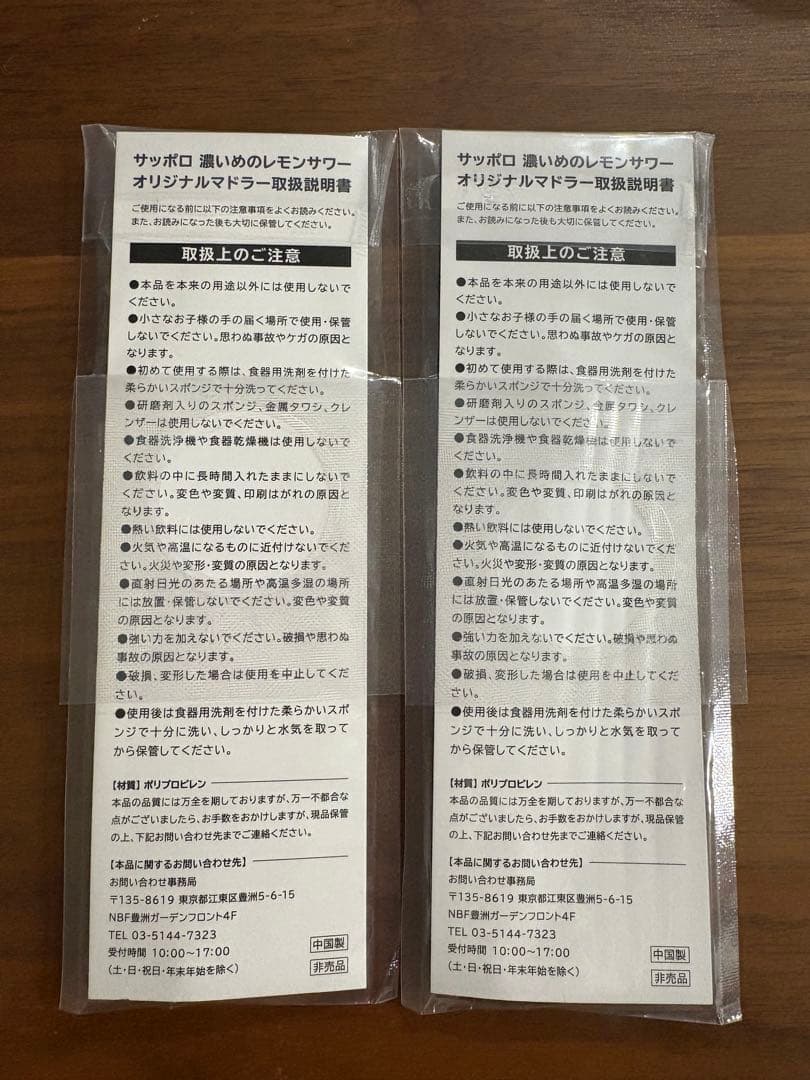 サッポロ 濃いめのレモンサワー
オリジナルマドラー取扱説明書
ご使用になる前に以下の注意事項をよくお読みください。
また、お読みになった後も大切に保管してください。
取扱上のご注意
●本品を本来の用途以外には使用しないで
ください。
●小さなお子様の手の届く場所で使用・保管
しないでください。思わぬ事故やケガの原因と
なります。
●初めて使用する際は、食器用洗剤を付けた
柔らかいスポンジで十分洗ってください。
●研磨剤入りのスポンジ、金属タワシ、クレ
ンザーは使用しないでください。
●食器洗浄機や食器乾燥機は使用しないで
ください。
●飲料の中に長時間入れたままにしないで
ください。変色や変質、印刷はがれの原因と
なります。
●熱い飲料には使用しないでください。
●火気や高温になるものに近付けないでくだ
さい。火災や変形・変質の原因となります。
●直射日光のあたる場所や高温多湿の場所
には放置・保管しないでください。変色や変質
の原因となります。
●強い力を加えないでください。破損や思わぬ
事故の原因となります。
●破損、変形した場合は使用を中止してくだ
さい。
●使用後は食器用洗剤を付けた柔らかいスポ
ンジで十分に洗い、しっかりと水気を取って
から保管してください。
【材質】ポリプロピレン
本品の品質には万全を期しておりますが、万一不都合な
点がございましたら、お手数をおかけしますが、現品保管
の上、下記お問い合わせ先までご連絡ください。
【本品に関するお問い合わせ先】
お問い合わせ事務局
〒135-8619 東京都江東区豊洲5-6-15
NBF豊洲ガーデンフロント4F
TEL 03-5144-7323
受付時間 10:00〜17:00
（土・日・祝日・年末年始を除く）
中国製
非売品
サッポロ 濃いめのレモンサワー
オリジナルマドラー取扱説明書
ご使用になる前に以下の注意事項をよくお読みください。
また、お読みになった後も大切に保管してください。
取扱上のご注意
●本品を本来の用途以外には使用しないで
ください。
●小さなお子様の手の届く場所で使用・保管
しないでください。思わぬ事故やケガの原因と
なります。
●初めて使用する際は、食器用洗剤を付けた
柔らかいスポンジで十分洗ってください。
●研磨剤入りのスポンジ、金属タワシ、クレ
ンザーは使用しないでください。
●食器洗浄機や食器乾燥機は使用しないで
ください。
●飲料の中に長時間入れたままにしないで
ください。変色や変質、印刷はがれの原因と
なります。
●熱い飲料には使用しないでください。
●火気や高温になるものに近付けないでくだ
さい。火災や変形・変質の原因となります。
●直射日光のあたる場所や高温多湿の場所
には放置・保管しないでください。変色や変質
の原因となります。
●強い力を加えないでください。破損や思わぬ
事故の原因となります。
●破損、変形した場合は使用を中止してくだ
さい。
●使用後は食器用洗剤を付けた柔らかいスポ
ンジで十分に洗い、しっかりと水気を取って
から保管してください。
【材質】ポリプロピレン
本品の品質には万全を期しておりますが、万一不都合な
点がございましたら、お手数をおかけしますが、現品保管
の上、下記お問い合わせ先までご連絡ください。
【本品に関するお問い合わせ先】
お問い合わせ事務局
〒135-8619 東京都江東区豊洲5-6-15
NBF豊洲ガーデンフロント4F
TEL 03-5144-7323
受付時間 10:00〜17:00
（土・日・祝日・年末年始を除く）
中国製
非売品